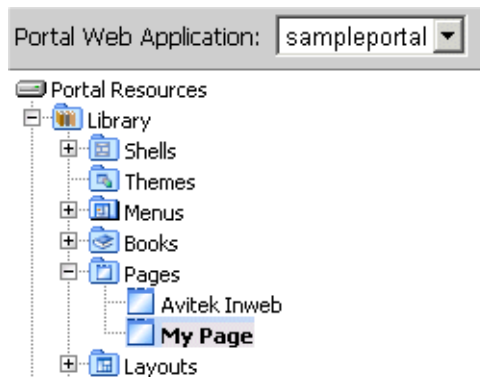 Portal Web Application: sampleportal
Portal Resources
Library
Shells
Themes
Menus
Books
Pages
Avitek Inweb
My Page
Layouts